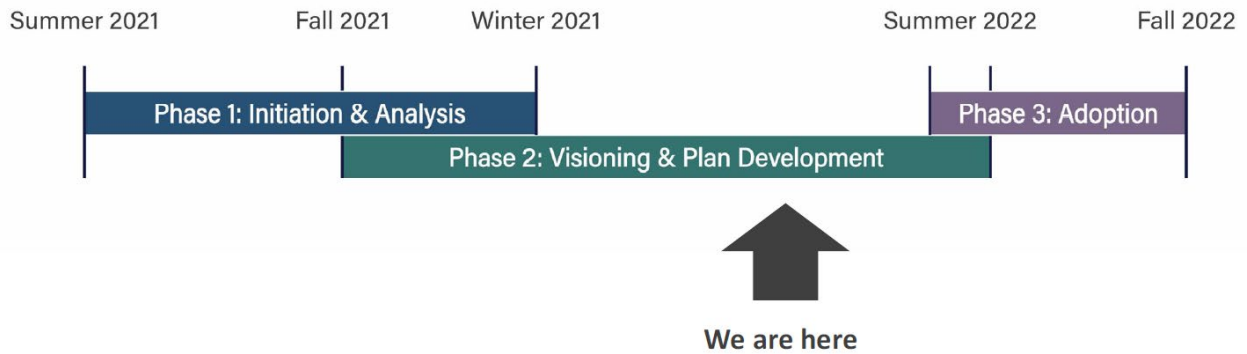 Summer 2021 Fall 2021 Winter 2021 Summer 2022 Fall 2022
Phase 1: Initiation & Analysis Phase 3: Adoption
Phase 2: Visioning & Plan Development
We are here